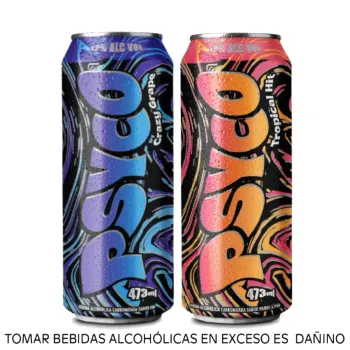 % ALC VOL
PSYCO
Crazy Grape
473ml
% ALC VOL
PSYCO
Tropical Hit
473ml
TOMAR BEBIDAS ALCOHÓLICAS EN EXCESO ES DAÑINO